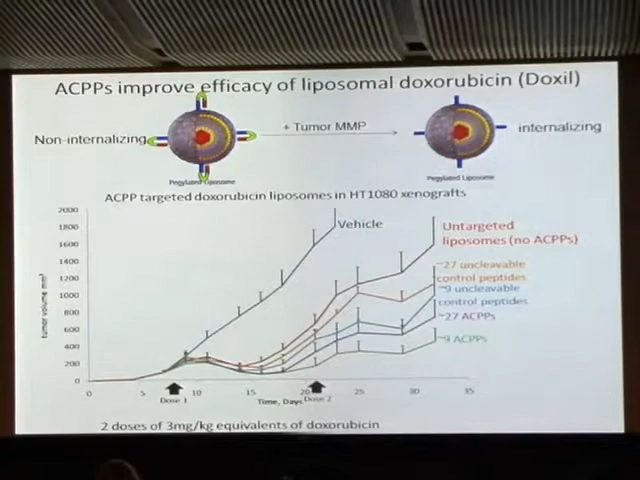 ACPPs improve efficacy of liposomal doxorubicin (Doxil)
Non-internalizing
+ Tumor MMP
internalizing
Pegylated Liposome
Pegylated Liposome
ACPP targeted doxorubicin liposomes in HT1080 xenografts
tumor volume mm³
2000
1800
1600
1400
1200
1000
800
600
400
200
0
Vehicle
Untargeted
liposomes (no ACPPs)
~27 uncleavable
control peptides
~9 uncleavable
control peptides
~27 ACPPs
~9 ACPPs
0 5 10 15 20 25 30 35
Dose 1
Time, Days
Dose 2
2 doses of 3mg/kg equivalents of doxorubicin